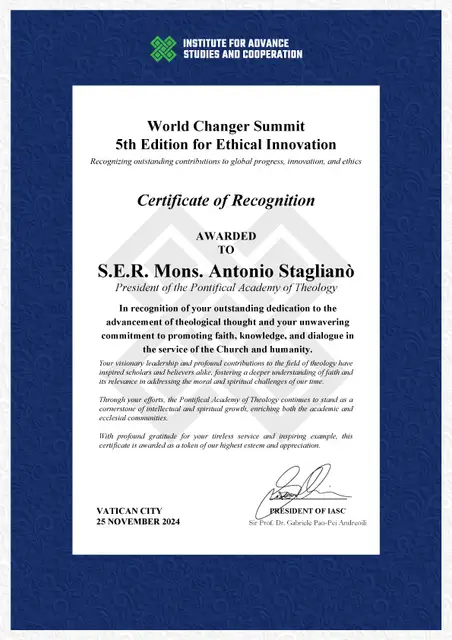 INSTITUTE FOR ADVANCE
STUDIES AND COOPERATION
World Changer Summit
5th Edition for Ethical Innovation
Recognizing outstanding contributions to global progress, innovation, and ethics
Certificate of Recognition
AWARDED
TO
S.E.R. Mons. Antonio Staglianò
President of the Pontifical Academy of Theology
In recognition of your outstanding dedication to the
advancement of theological thought and your unwavering
commitment to promoting faith, knowledge, and dialogue in
the service of the Church and humanity.
Your visionary leadership and profound contributions to the field of theology have
inspired scholars and believers alike, fostering a deeper understanding of faith and
its relevance in addressing the moral and spiritual challenges of our time.
Through your efforts, the Pontifical Academy of Theology continues to stand as a
cornerstone of intellectual and spiritual growth, enriching both the academic and
ecclesial communities.
With profound gratitude for your tireless service and inspiring example, this
certificate is awarded as a token of our highest esteem and appreciation.
VATICAN CITY
25 NOVEMBER 2024
PRESIDENT OF IASC
Sir Prof. Dr. Gabriele Pao-Pei Andreoli